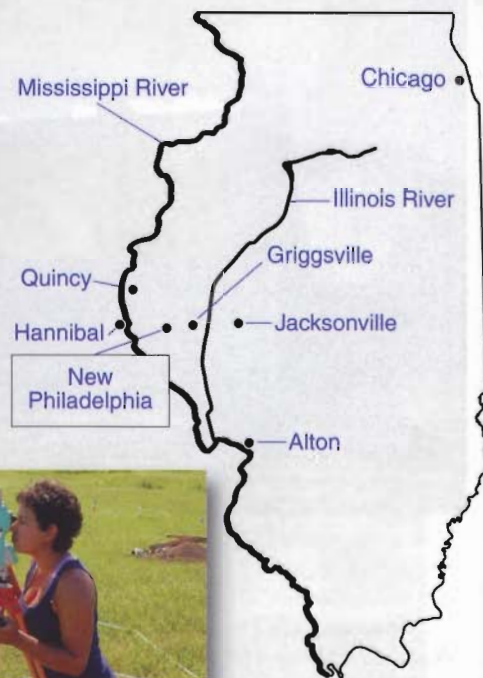 Chicago
Mississippi River
Illinois River
Griggsville
Quincy
Hannibal
Jacksonville
New
Philadelphia
Alton